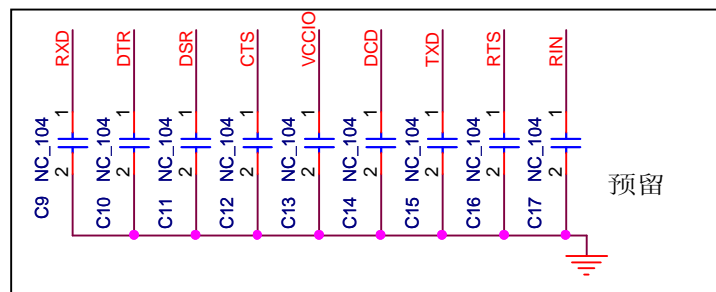 RXD DTR DSR CTS VCCIO DCD TXD RTS RIN
1 1 1 1 1 1 1 1 1
NC_104 NC_104 NC_104 NC_104 NC_104 NC_104 NC_104 NC_104 NC_104
2 2 2 2 2 2 2 2 2
C9 C10 C11 C12 C13 C14 C15 C16 C17
预留